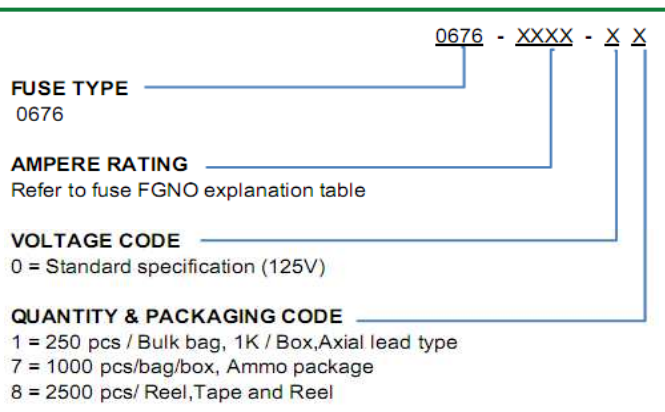 0676 - XXXX - X X
FUSE TYPE
0676
AMPERE RATING
Refer to fuse FGNO explanation table
VOLTAGE CODE
0 = Standard specification (125V)
QUANTITY & PACKAGING CODE
1 = 250 pcs / Bulk bag, 1K / Box,Axial lead type
7 = 1000 pcs/bag/box, Ammo package
8 = 2500 pcs/ Reel,Tape and Reel